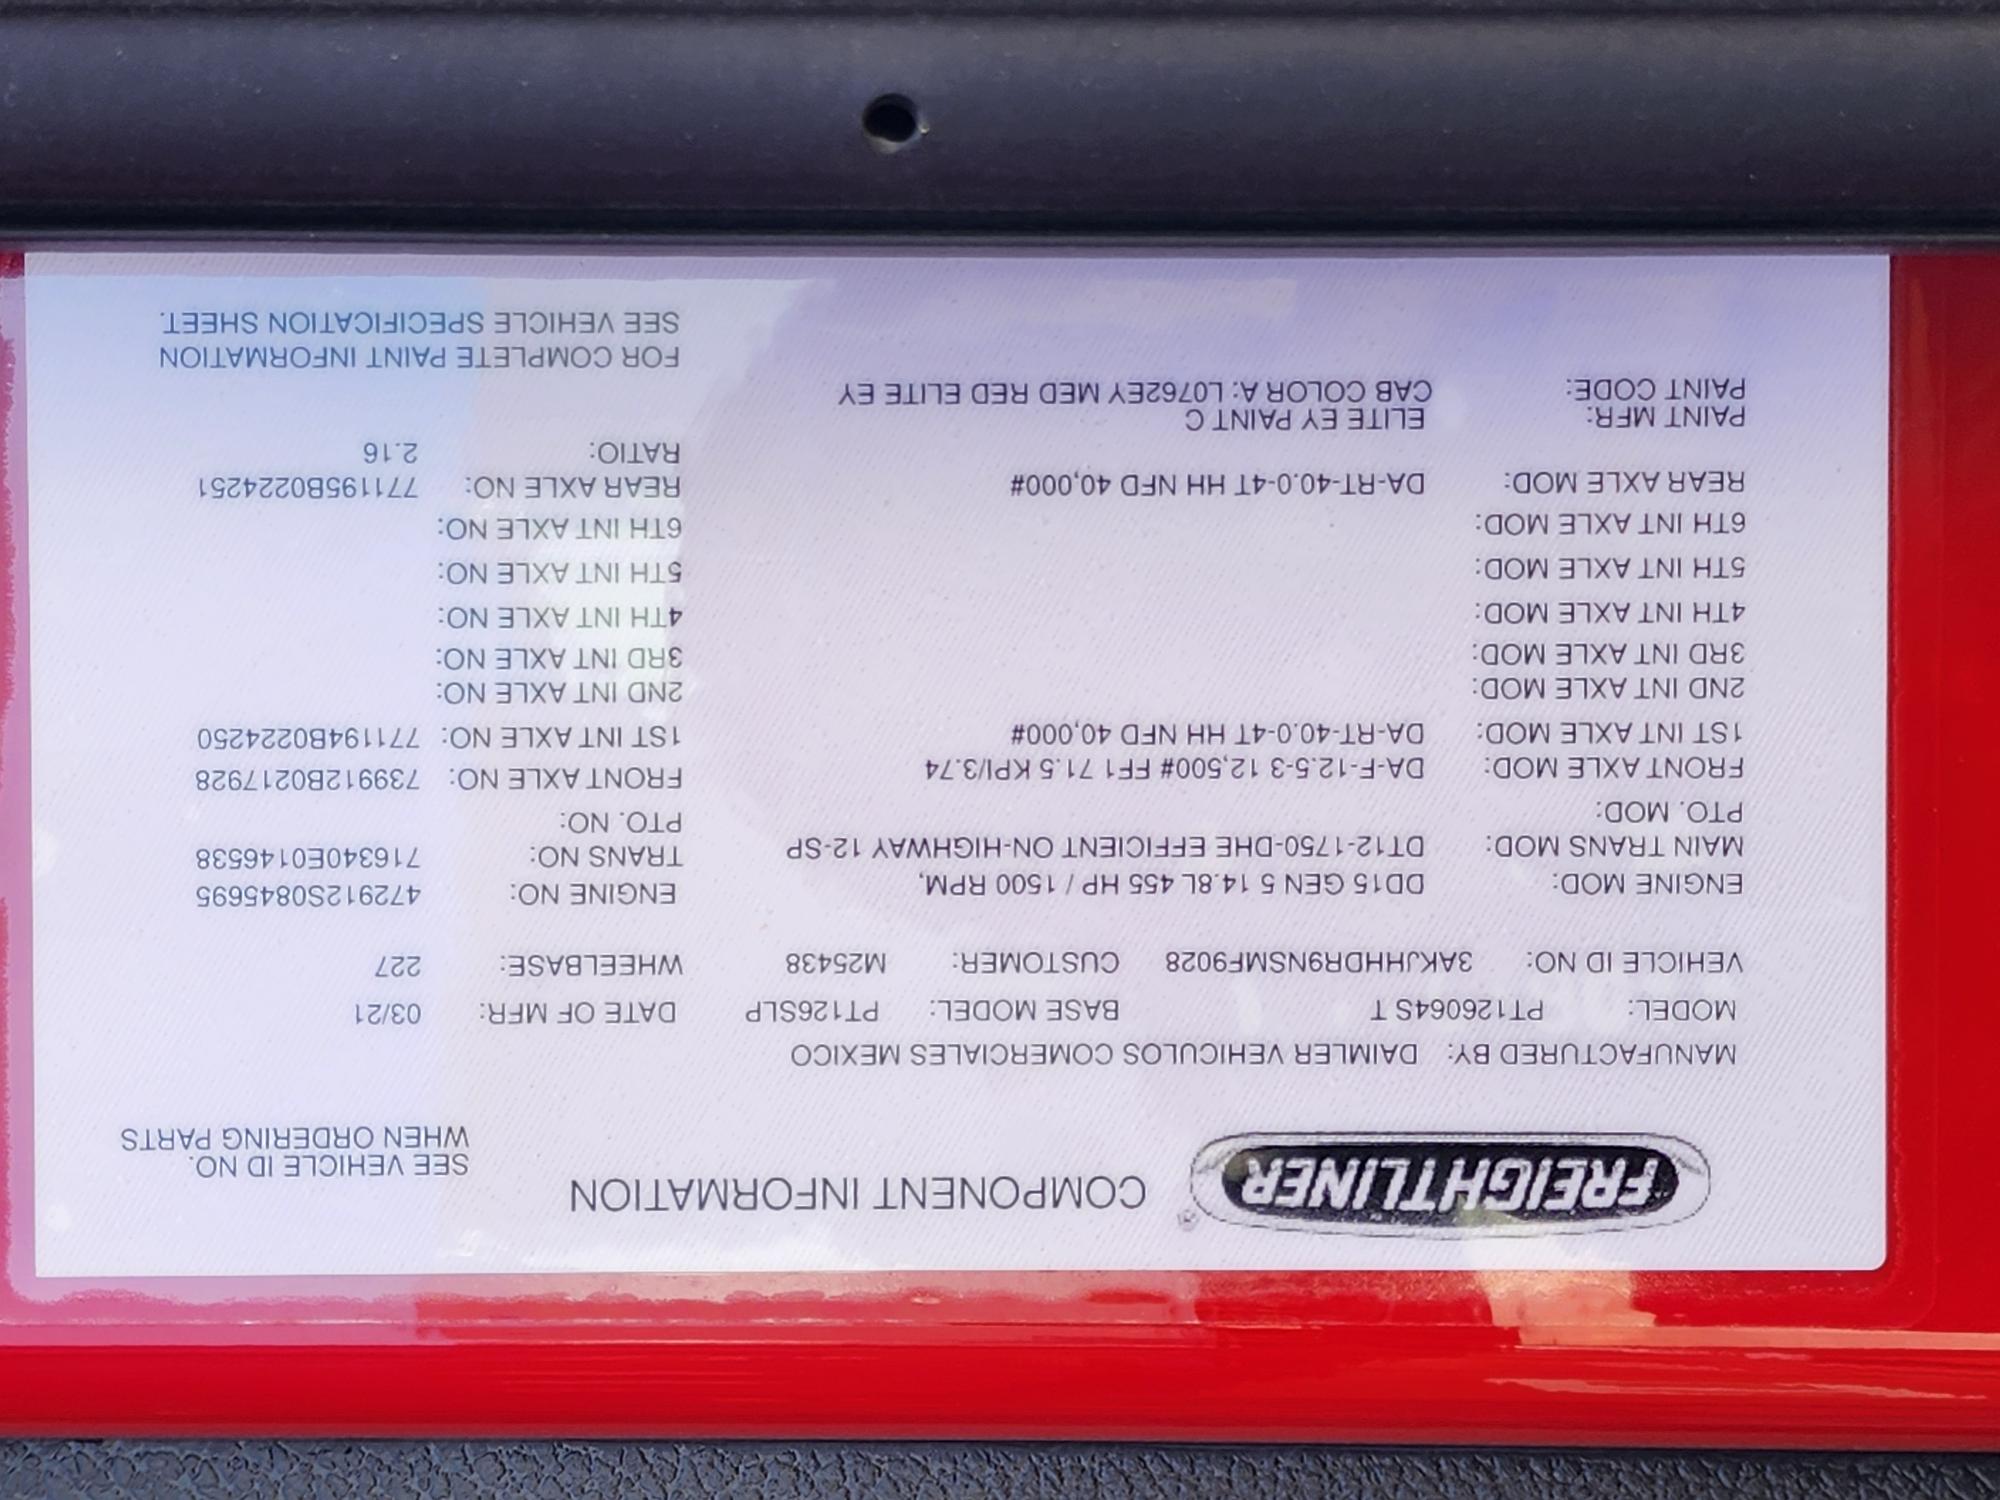 FREIGHTLINER ® COMPONENT INFORMATION
SEE VEHICLE ID NO.
WHEN ORDERING PARTS
MANUFACTURED BY: DAIMLER VEHICULOS COMERCIALES MEXICO
MODEL: PT126064S T BASE MODEL: PT126SLP DATE OF MFR: 03/21
VEHICLE ID NO: 3AKJHHDR9NSMF9028 CUSTOMER: M25438 WHEELBASE: 227
ENGINE MOD: DD15 GEN 5 14.8L 455 HP / 1500 RPM, ENGINE NO: 472912S0845695
MAIN TRANS MOD: DT12-1750-DHE EFFICIENT ON-HIGHWAY 12-SP TRANS NO: 716340E0146538
PTO. MOD: PTO. NO:
FRONT AXLE MOD: DA-F-12.5-3 12,500# FF1 71.5 KPI/3.74 FRONT AXLE NO: 739912B0217928
1ST INT AXLE MOD: DA-RT-40.0-4T HH NFD 40,000# 1ST INT AXLE NO: 771194B0224250
2ND INT AXLE MOD: 2ND INT AXLE NO:
3RD INT AXLE MOD: 3RD INT AXLE NO:
4TH INT AXLE MOD: 4TH INT AXLE NO:
5TH INT AXLE MOD: 5TH INT AXLE NO:
6TH INT AXLE MOD: 6TH INT AXLE NO:
REAR AXLE MOD: DA-RT-40.0-4T HH NFD 40,000# REAR AXLE NO: 771195B0224251
RATIO: 2.16
PAINT MFR: ELITE EY PAINT C
PAINT CODE: CAB COLOR A: L0762EY MED RED ELITE EY
FOR COMPLETE PAINT INFORMATION
SEE VEHICLE SPECIFICATION SHEET.